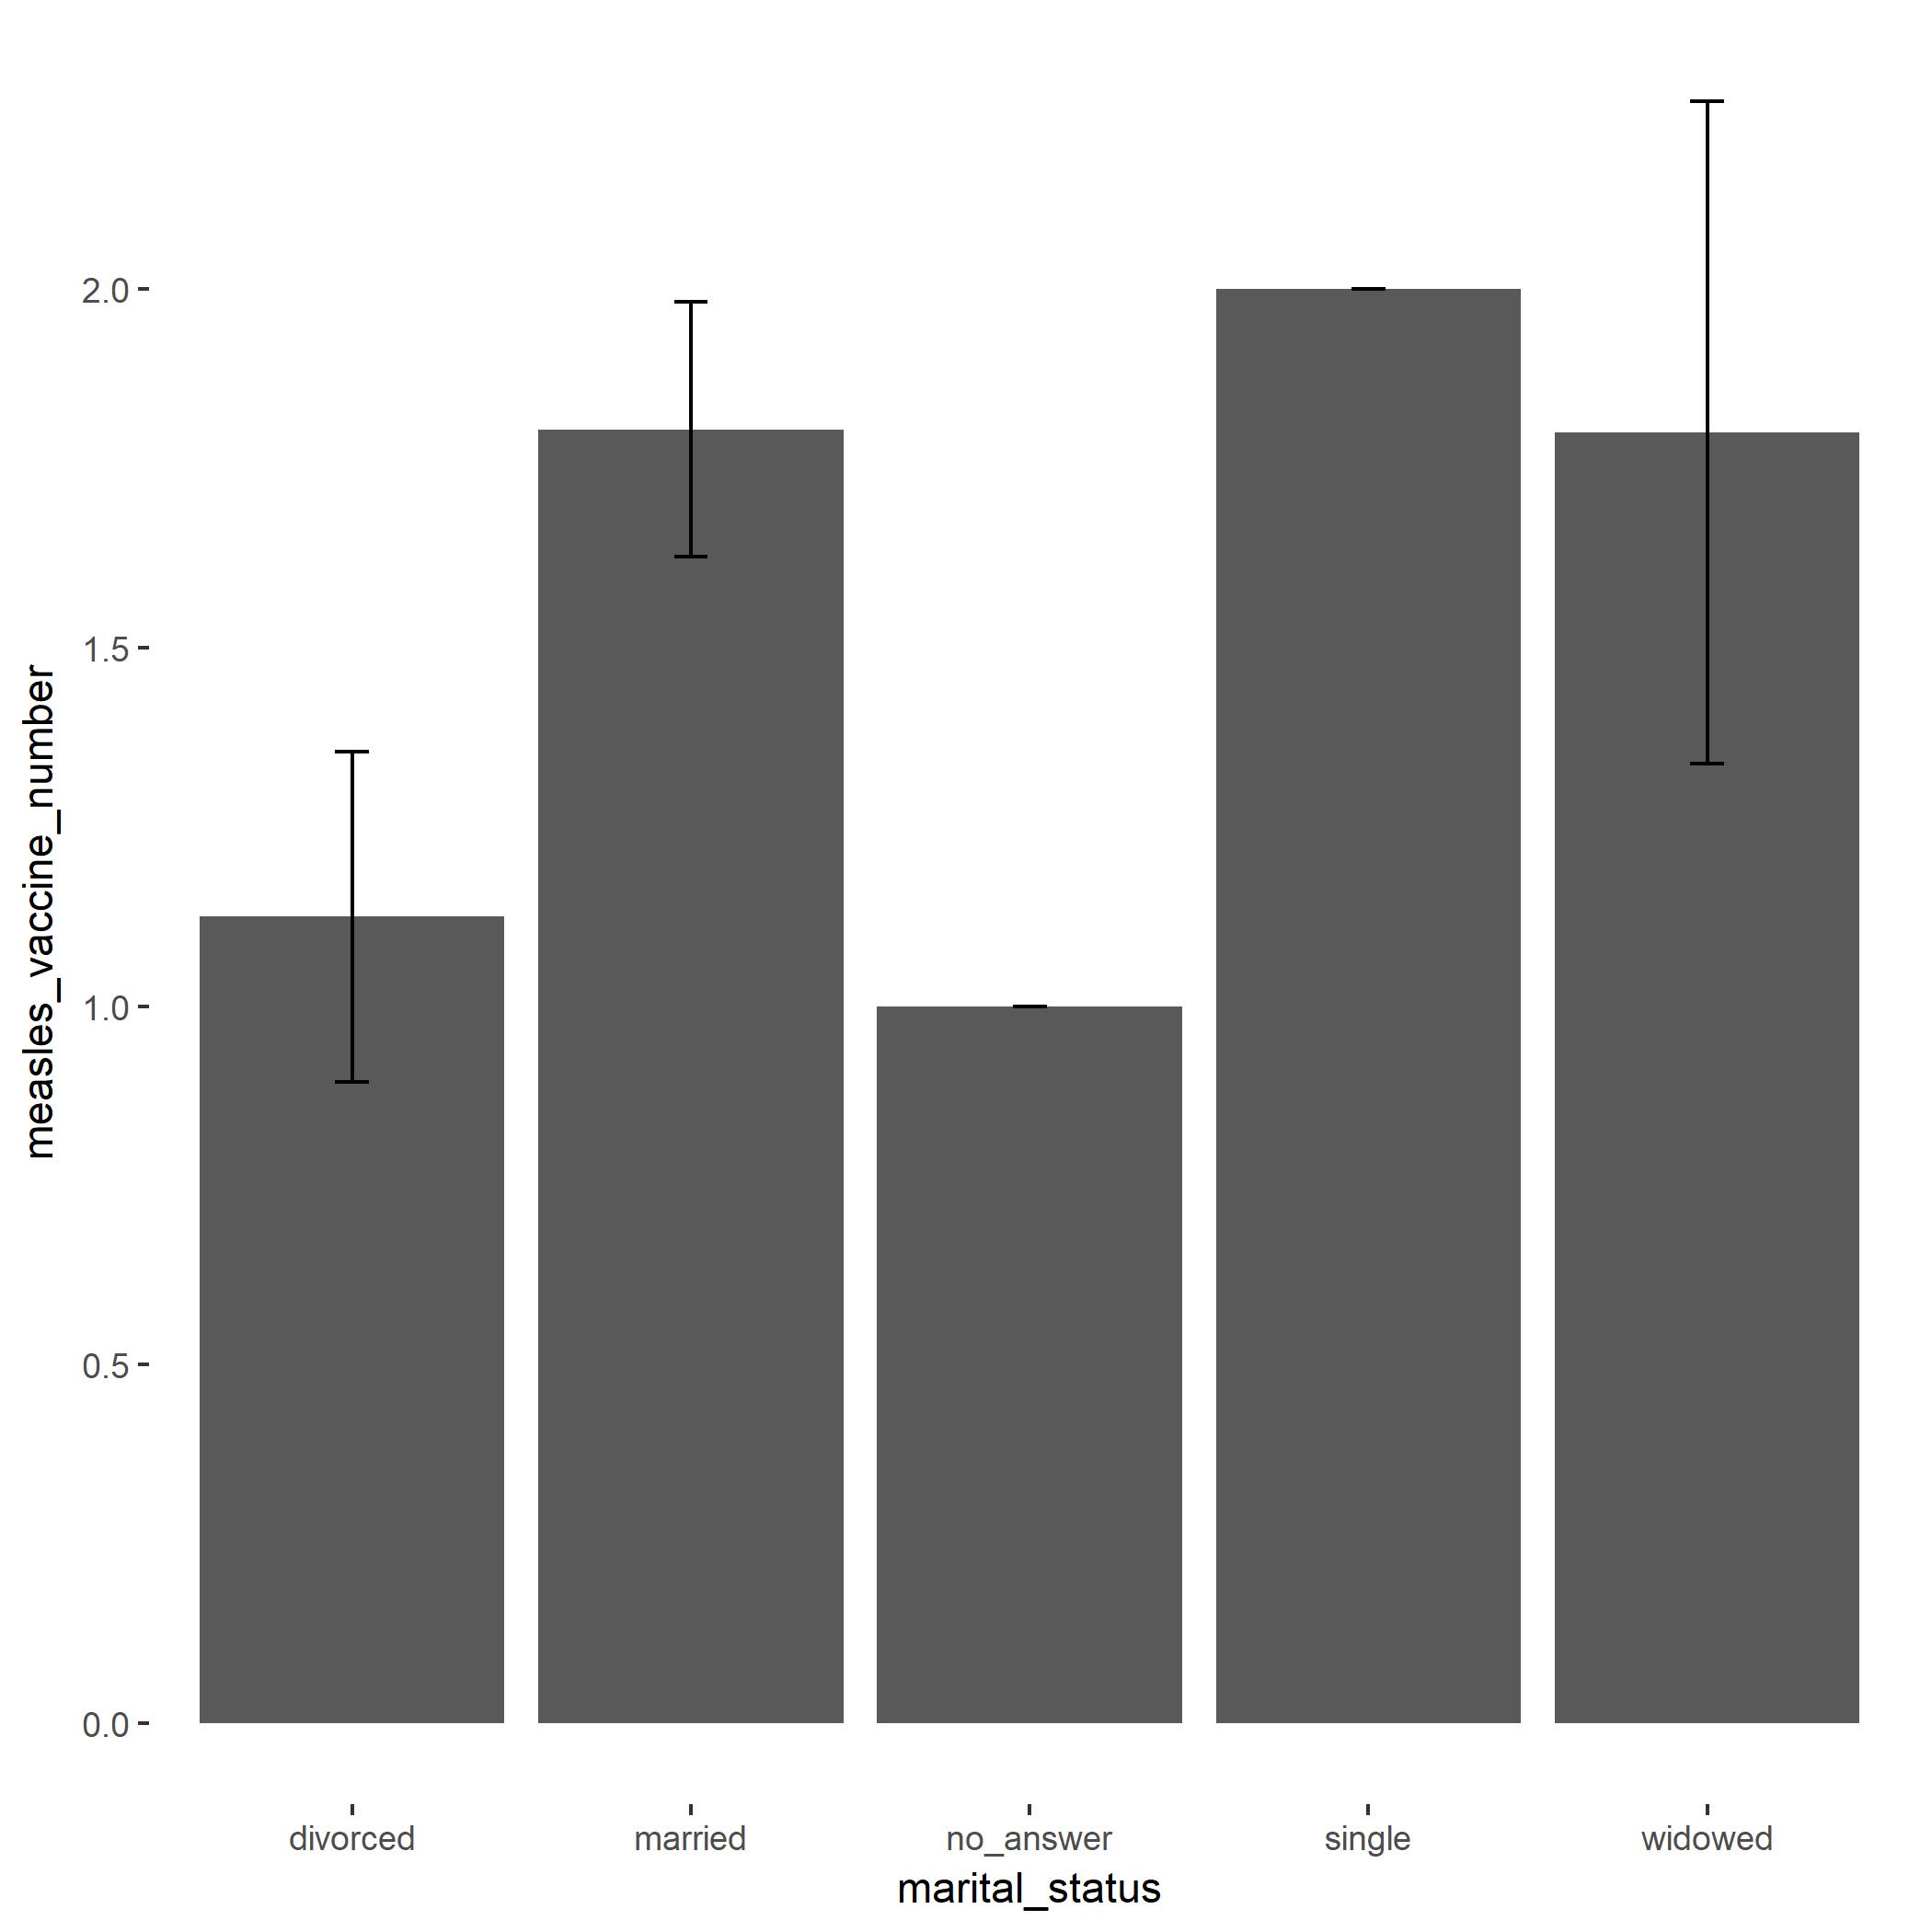 measles_vaccine_number
2.0
1.5
1.0
0.5
0.0
divorced married no_answer single widowed
marital_status